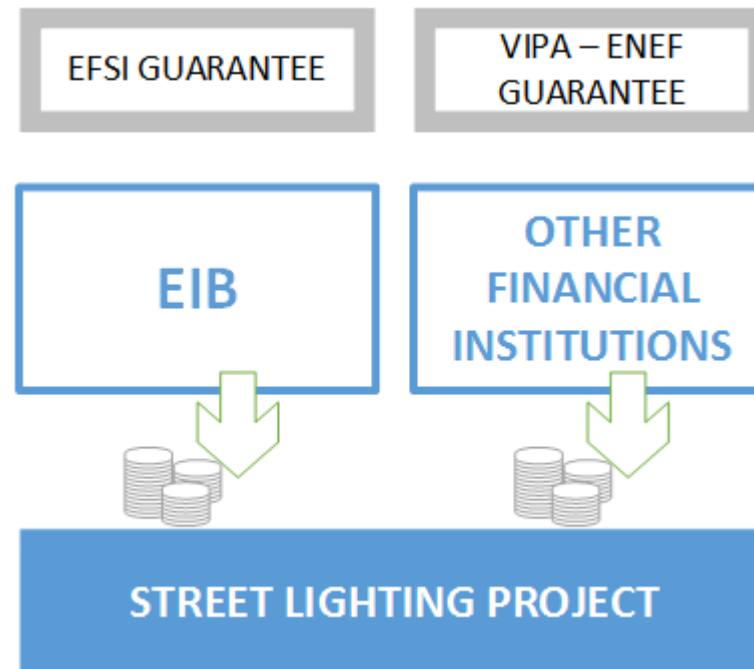 EFSI GUARANTEE
VIPA – ENEF
GUARANTEE
EIB
OTHER
FINANCIAL
INSTITUTIONS
STREET LIGHTING PROJECT